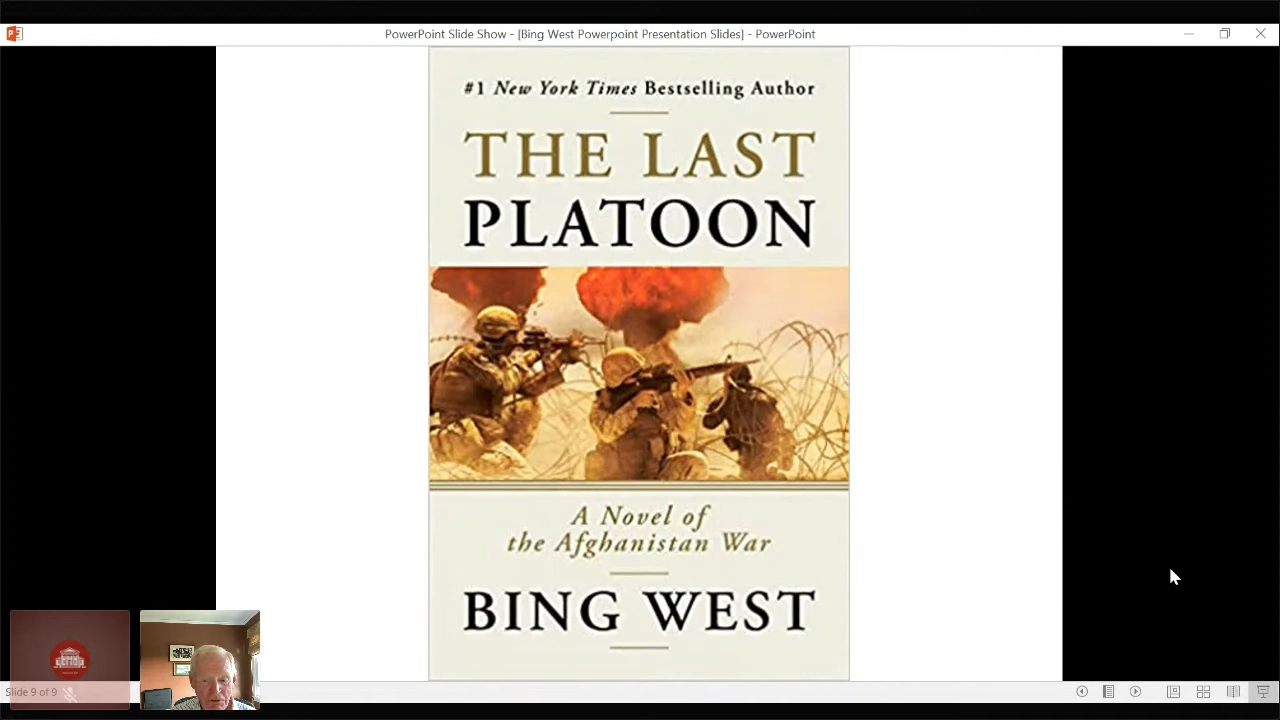 PowerPoint Slide Show - [Bing West Powerpoint Presentation Slides] - PowerPoint
#1 New York Times Bestselling Author
THE LAST
PLATOON
A Novel of
the Afghanistan War
BING WEST
Slide 9 of 9